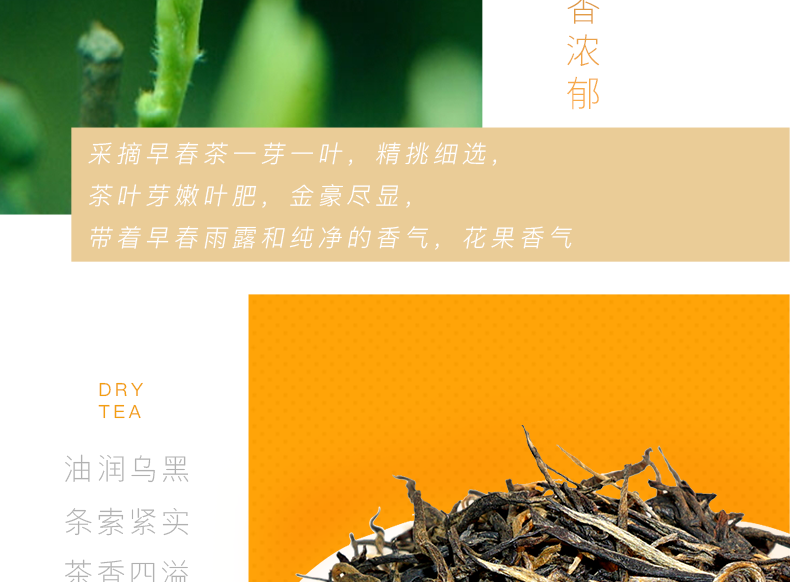 香
浓
郁
采摘早春茶一芽一叶，精挑细选，
茶叶芽嫩叶肥，金豪尽显，
带着早春雨露和纯净的香气，花果香气
DRY
TEA
油润乌黑
条索紧实
茶香四溢